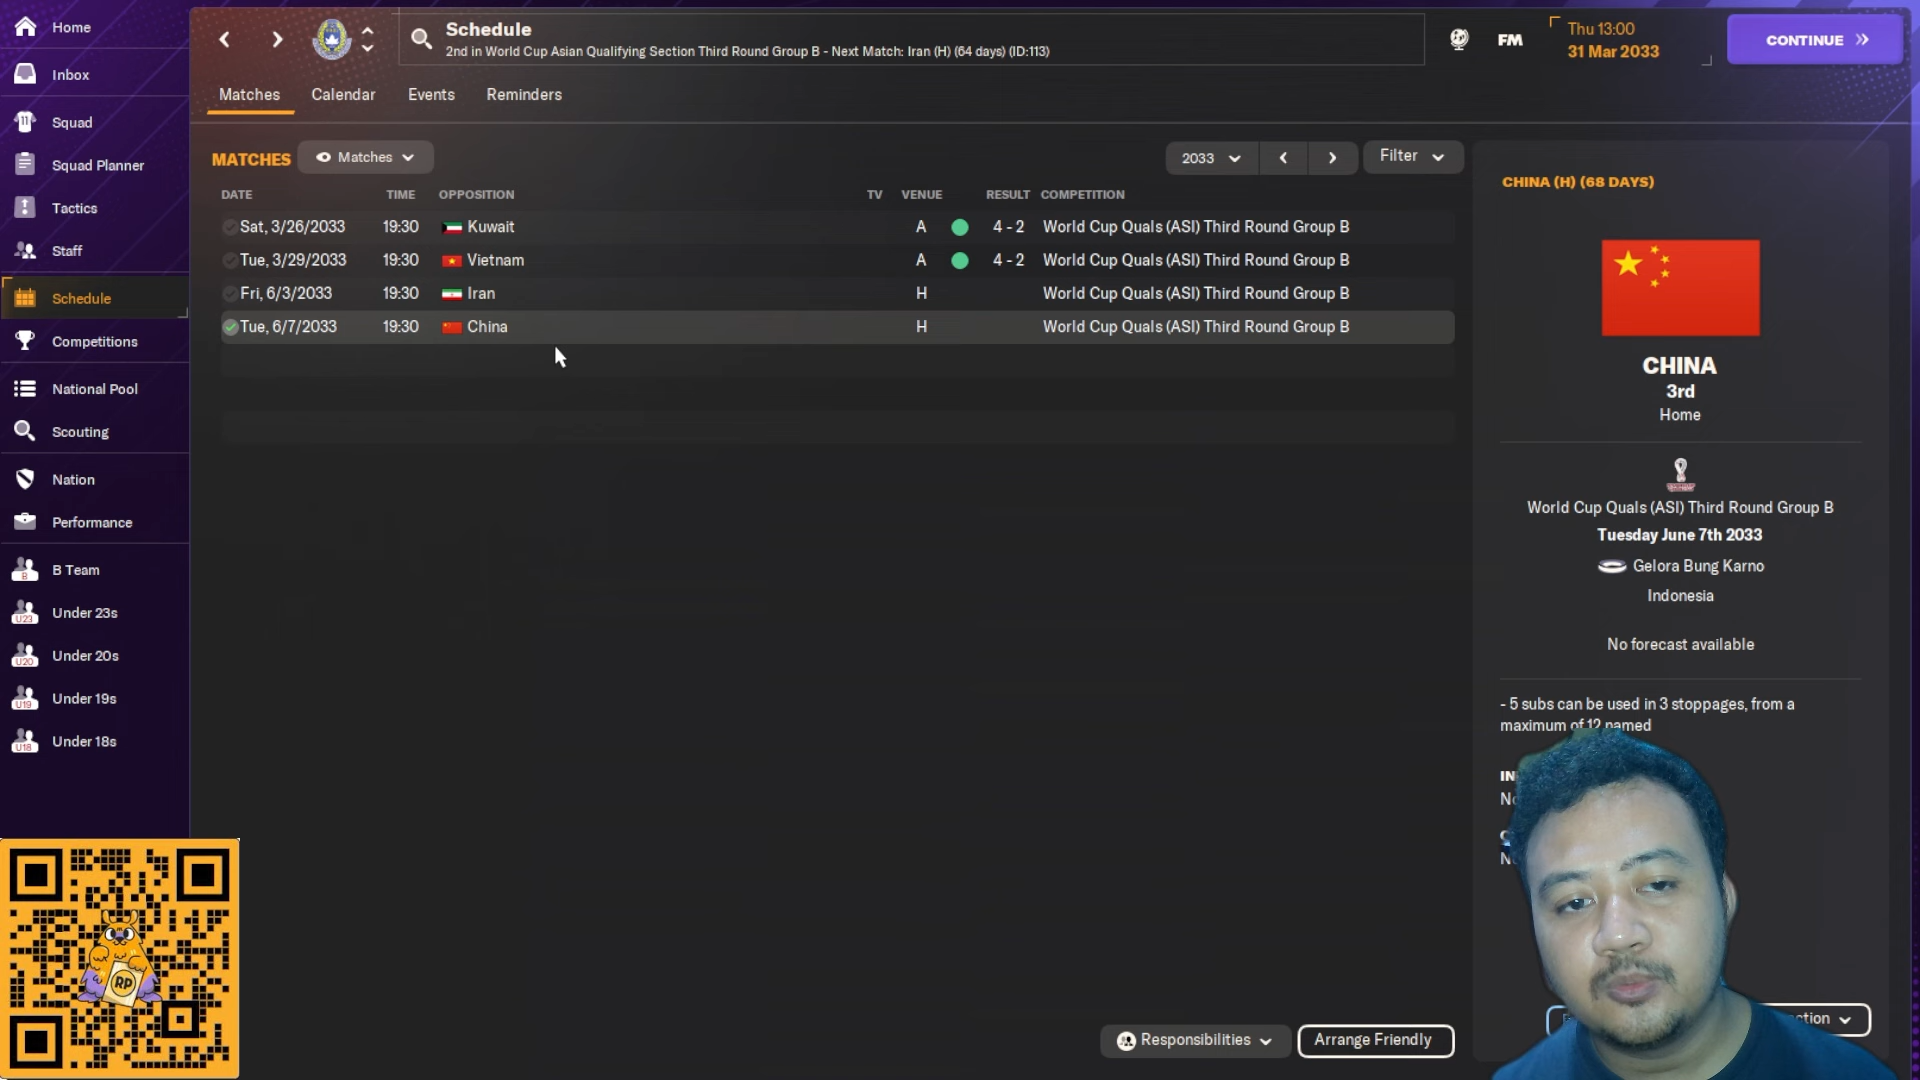 Home
Inbox
Squad
Squad Planner
Tactics
Staff
Schedule
Competitions
National Pool
Scouting
Nation
Performance
B Team
Under 23s
Under 20s
Under 19s
Under 18s
B
U23
U20
U19
U18
Schedule
2nd in World Cup Asian Qualifying Section Third Round Group B - Next Match: Iran (H) (64 days) (ID:113)
FM
Thu 13:00
31 Mar 2033
CONTINUE
Matches Calendar Events Reminders
MATCHES Matches 2033 Filter
DATE TIME OPPOSITION TV VENUE RESULT COMPETITION
Sat, 3/26/2033 19:30 Kuwait A 4 - 2 World Cup Quals (ASI) Third Round Group B
Tue, 3/29/2033 19:30 Vietnam A 4 - 2 World Cup Quals (ASI) Third Round Group B
Fri, 6/3/2033 19:30 Iran H World Cup Quals (ASI) Third Round Group B
Tue, 6/7/2033 19:30 China H World Cup Quals (ASI) Third Round Group B
CHINA (H) (68 DAYS)
CHINA
3rd
Home
World Cup Quals (ASI) Third Round Group B
Tuesday June 7th 2033
Gelora Bung Karno
Indonesia
No forecast available
- 5 subs can be used in 3 stoppages, from a
maximum of 12 named
Responsibilities Arrange Friendly
RP